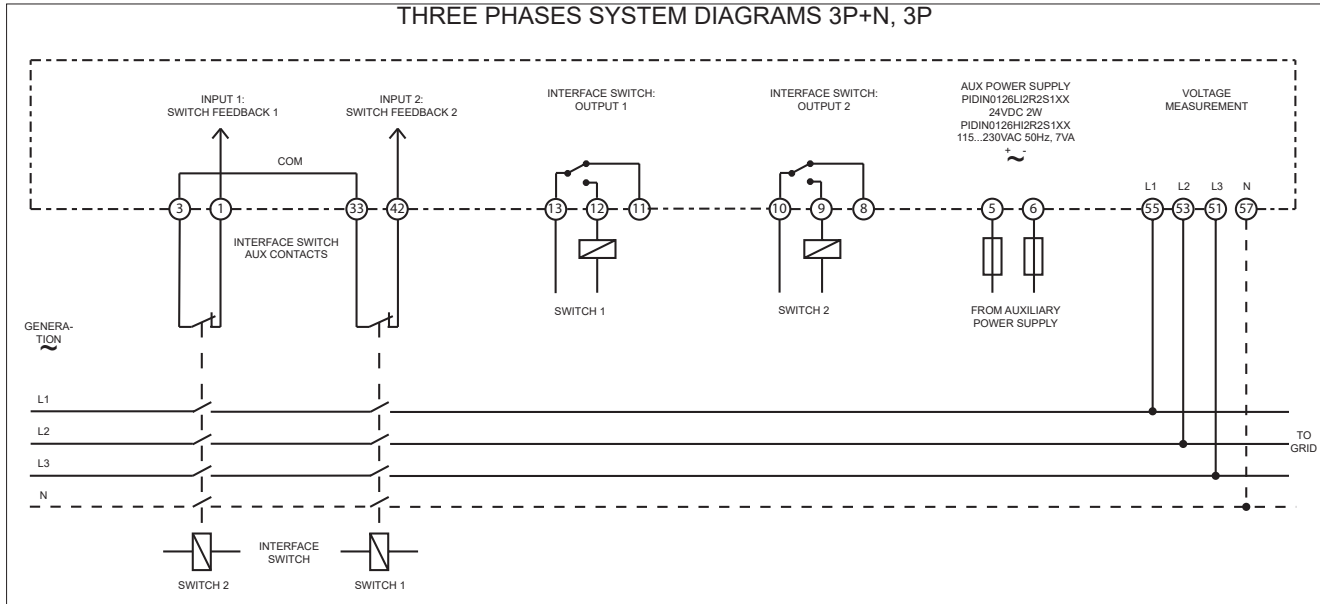 THREE PHASES SYSTEM DIAGRAMS 3P+N, 3P
INPUT 1:
SWITCH FEEDBACK 1
INPUT 2:
SWITCH FEEDBACK 2
INTERFACE SWITCH:
OUTPUT 1
INTERFACE SWITCH:
OUTPUT 2
AUX POWER SUPPLY
PIDIN0126LI2R2S1XX
24VDC 2W
PIDIN0126HI2R2S1XX
115...230VAC 50Hz, 7VA
+ -
~
VOLTAGE
MEASUREMENT
COM
L1 L2 L3 N
3 1 33 42 13 12 11 10 9 8 5 6 55 53 51 57
INTERFACE SWITCH
AUX CONTACTS
SWITCH 1
SWITCH 2
FROM AUXILIARY
POWER SUPPLY
GENERA-
TION
~
L1
L2
L3
N
TO
GRID
INTERFACE
SWITCH
SWITCH 2
SWITCH 1